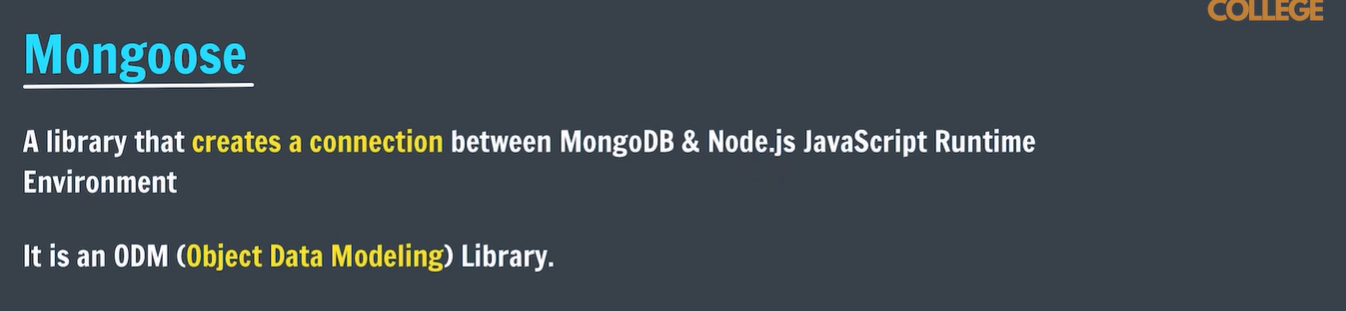 COLLEGE
Mongoose
A library that creates a connection between MongoDB & Node.js JavaScript Runtime
Environment
It is an ODM (Object Data Modeling) Library.